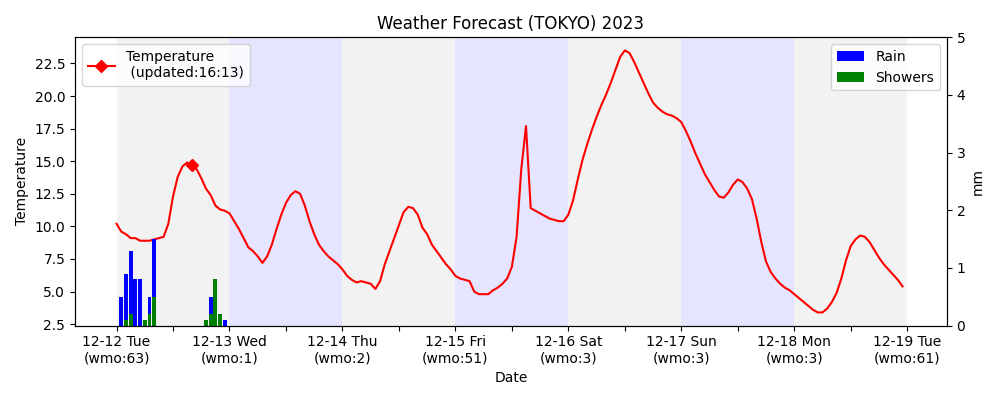 Weather Forecast (TOKYO) 2023
Temperature
(updated:16:13)
Rain
Showers
22.5
20.0
17.5
15.0
12.5
10.0
7.5
5.0
2.5
Temperature
5
4
3
2
1
0
mm
12-12 Tue 12-13 Wed 12-14 Thu 12-15 Fri 12-16 Sat 12-17 Sun 12-18 Mon 12-19 Tue
(wmo:63) (wmo:1) (wmo:2) (wmo:51) (wmo:3) (wmo:3) (wmo:3) (wmo:61)
Date